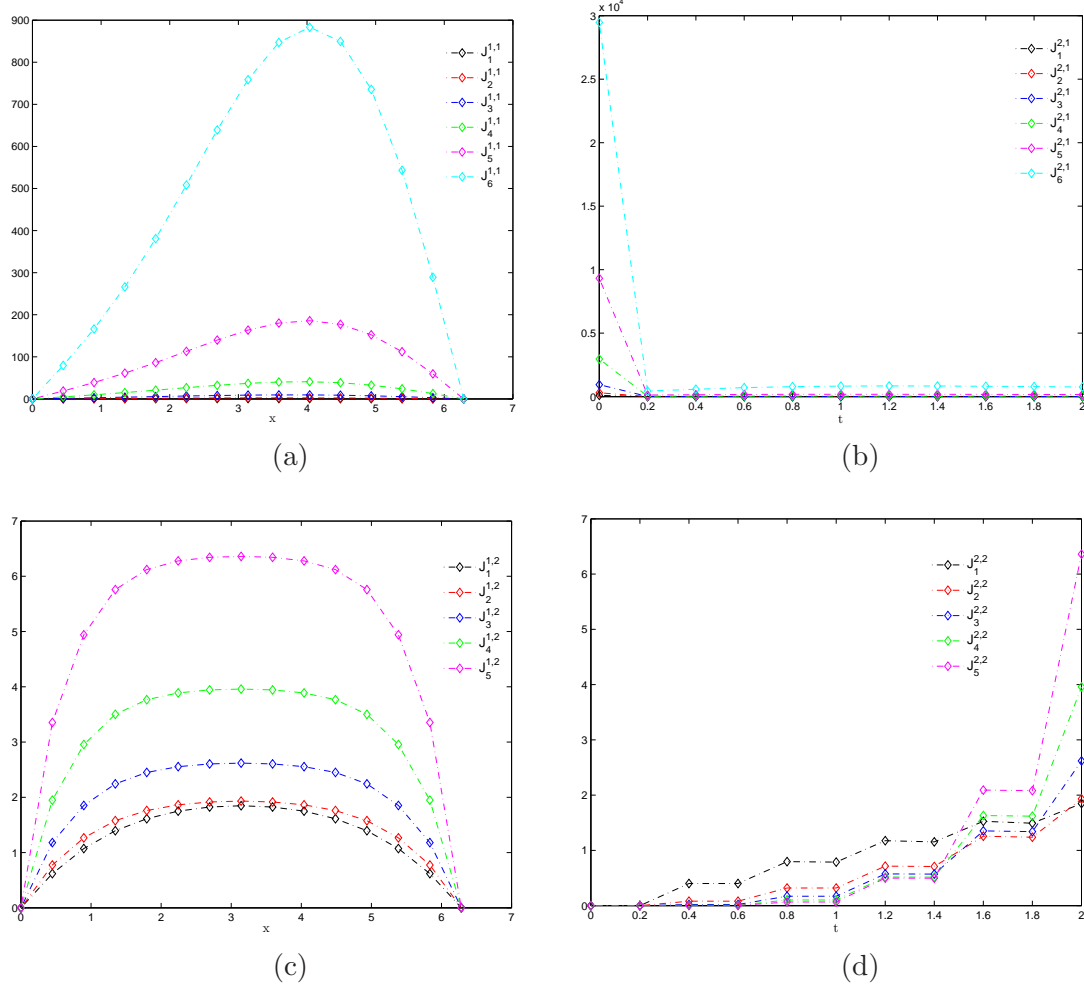 900
800
700
600
500
400
300
200
100
0
0 1 2 3 4 5 6 7
x
J_1^{1,1}
J_2^{1,1}
J_3^{1,1}
J_4^{1,1}
J_5^{1,1}
J_6^{1,1}
(a)
x 10^4
3
2.5
2
1.5
1
0.5
0
0 0.2 0.4 0.6 0.8 1 1.2 1.4 1.6 1.8 2
t
J_1^{2,1}
J_2^{2,1}
J_3^{2,1}
J_4^{2,1}
J_5^{2,1}
J_6^{2,1}
(b)
7
6
5
4
3
2
1
0
0 1 2 3 4 5 6 7
x
J_1^{1,2}
J_2^{1,2}
J_3^{1,2}
J_4^{1,2}
J_5^{1,2}
(c)
7
6
5
4
3
2
1
0
0 0.2 0.4 0.6 0.8 1 1.2 1.4 1.6 1.8 2
t
J_1^{2,2}
J_2^{2,2}
J_3^{2,2}
J_4^{2,2}
J_5^{2,2}
(d)